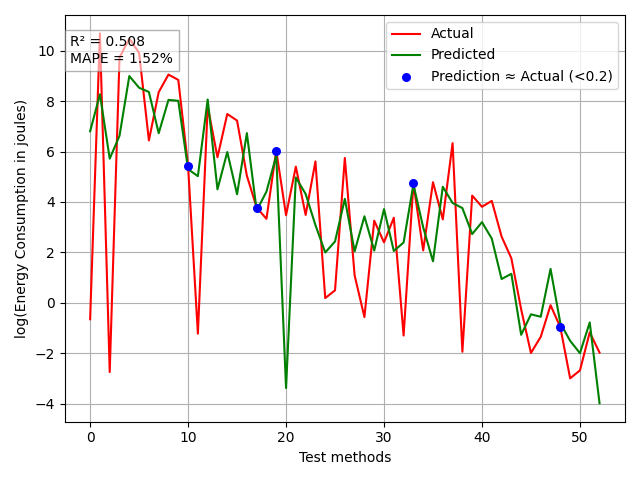 R² = 0.508
MAPE = 1.52%
Actual
Predicted
Prediction ≈ Actual (<0.2)
log(Energy Consumption in joules)
10
8
6
4
2
0
−2
−4
0
10
20
30
40
50
Test methods